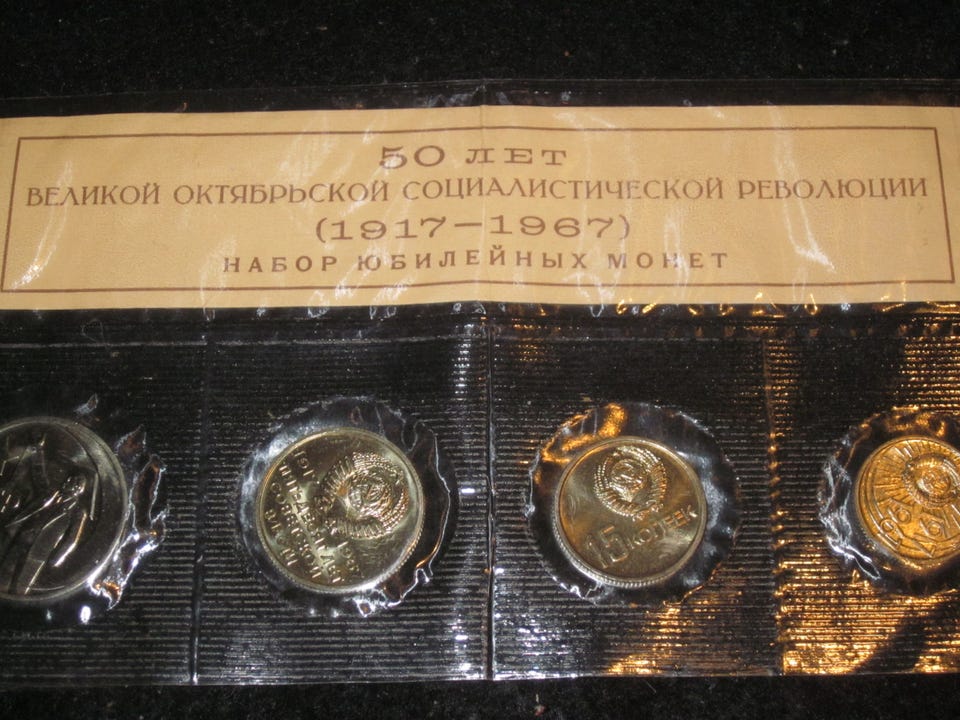 50 ЛЕТ
ВЕЛИКОЙ ОКТЯБРЬСКОЙ СОЦИАЛИСТИЧЕСКОЙ РЕВОЛЮЦИИ
(1917—1967)
НАБОР ЮБИЛЕЙНЫХ МОНЕТ
15 КОПЕЕК